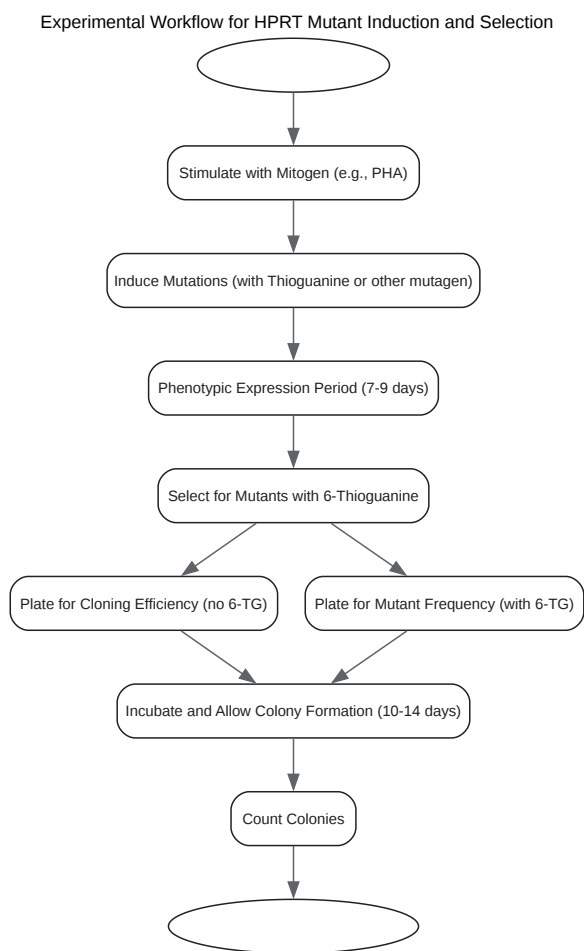 Experimental Workflow for HPRT Mutant Induction and Selection
Stimulate with Mitogen (e.g., PHA)
Induce Mutations (with Thioguanine or other mutagen)
Phenotypic Expression Period (7-9 days)
Select for Mutants with 6-Thioguanine
Plate for Cloning Efficiency (no 6-TG)
Plate for Mutant Frequency (with 6-TG)
Incubate and Allow Colony Formation (10-14 days)
Count Colonies